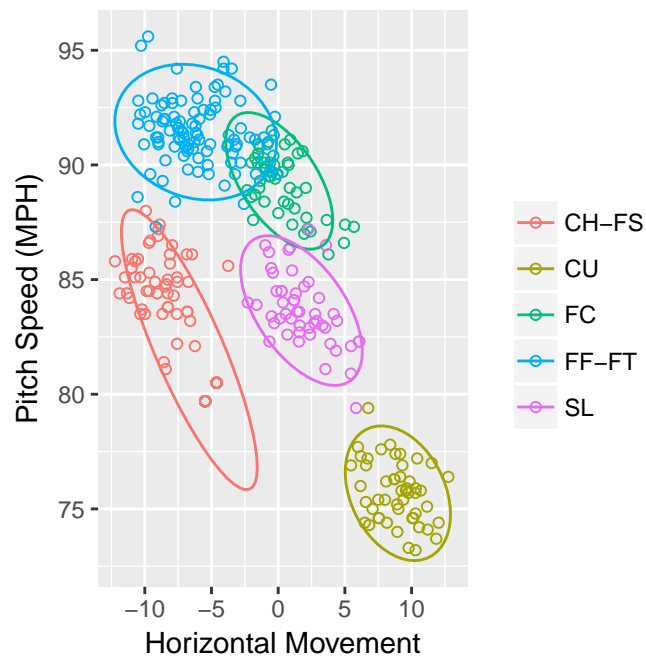 95
90
85
80
75
Pitch Speed (MPH)
−10
−5
0
5
10
Horizontal Movement
CH−FS
CU
FC
FF−FT
SL